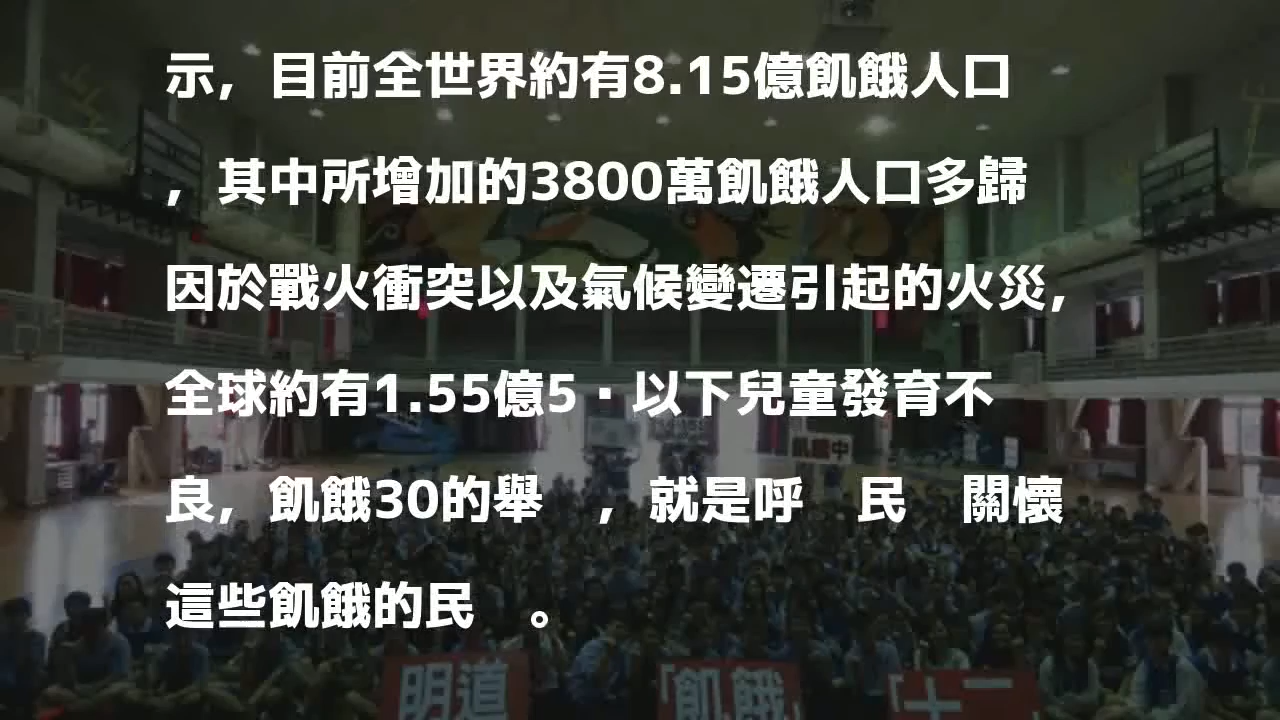 示，目前全世界約有8.15億飢餓人口
，其中所增加的3800萬飢餓人口多歸
因於戰火衝突以及氣候變遷引起的火災，
全球約有1.55億5·以下兒童發育不
良，飢餓30的舉　，就是呼　民　關懷
這些飢餓的民　。
飢餓中
明道
「飢餓
「十二